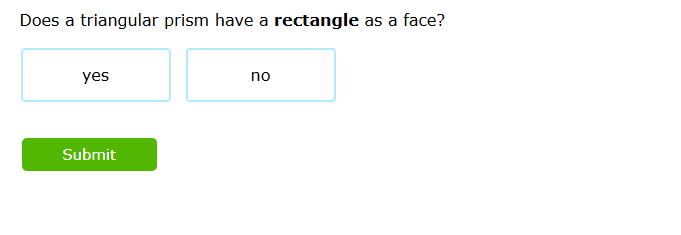 Does a triangular prism have a rectangle as a face?
yes
no
Submit